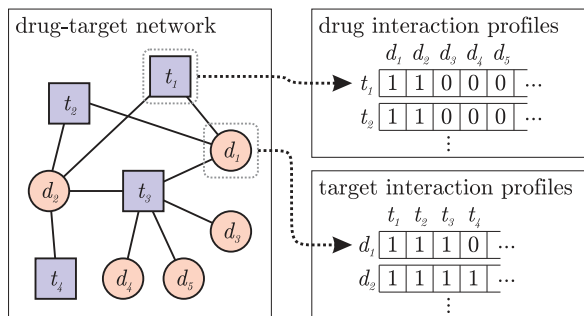 drug-target network
t1
t2
d1
d2
t3
d3
t4
d4
d5
drug interaction profiles
d1 d2 d3 d4 d5
t1 1 1 0 0 0 ...
t2 1 1 0 0 0 ...
⋮
target interaction profiles
t1 t2 t3 t4
d1 1 1 1 0 ...
d2 1 1 1 1 ...
⋮